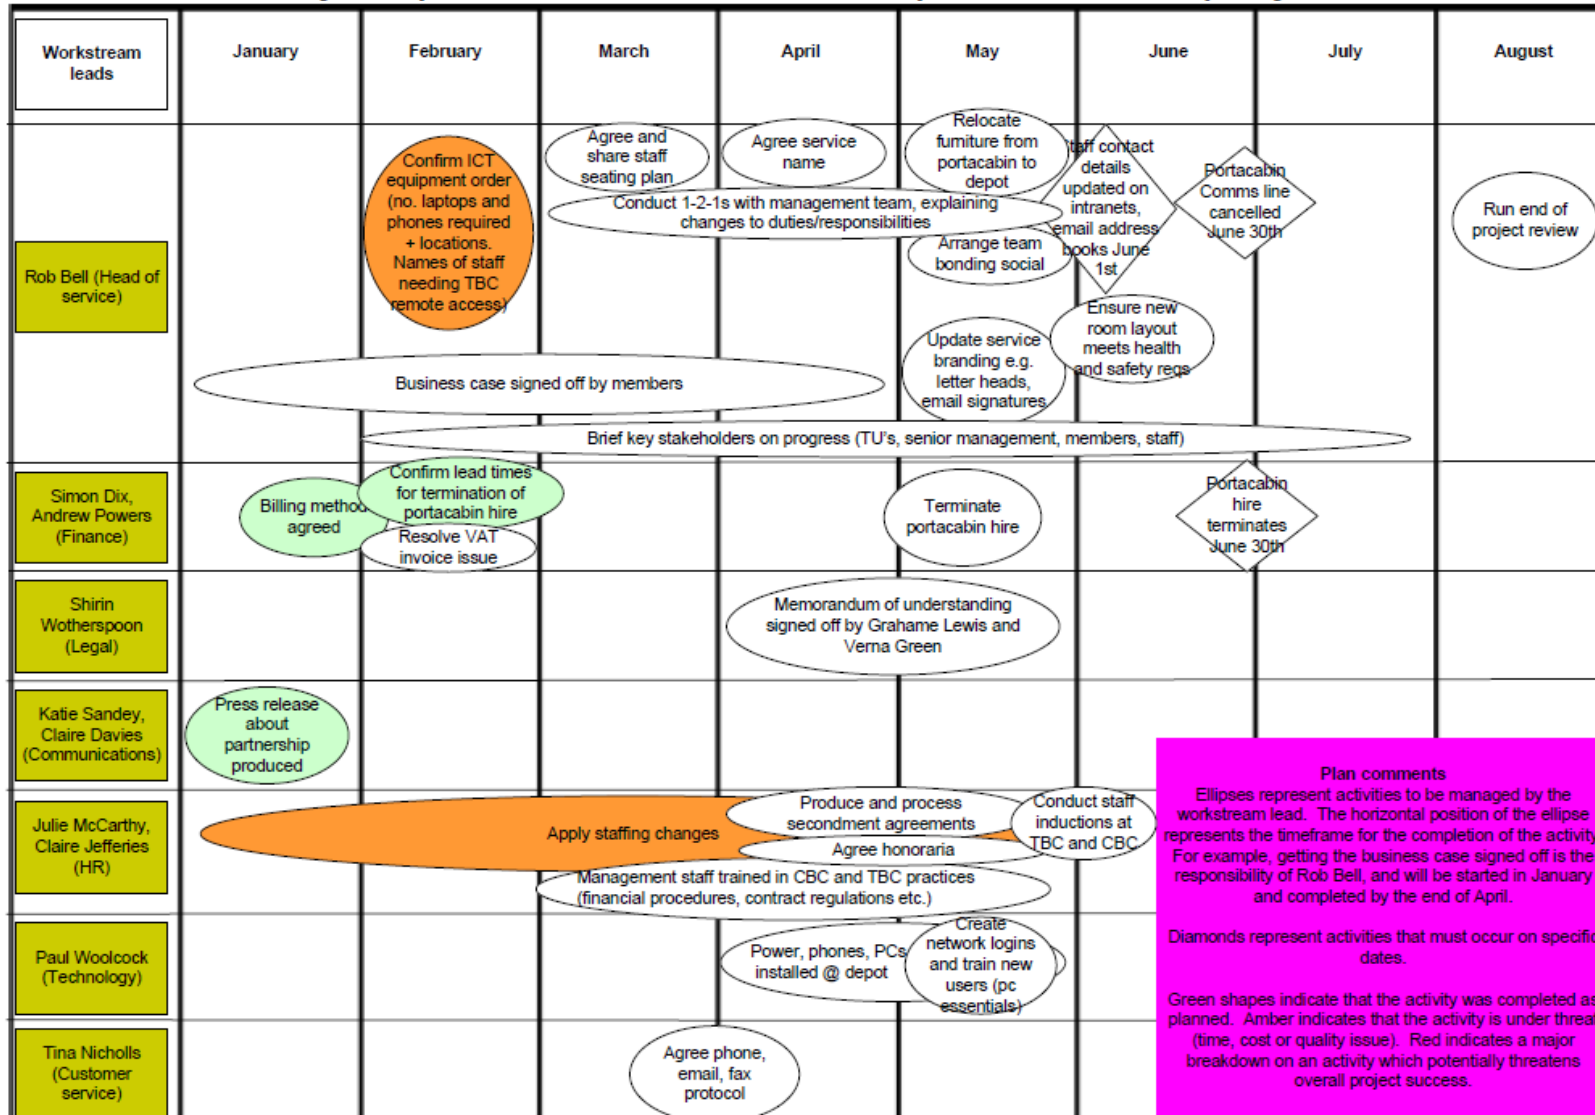 Workstream
leads
January
February
March
April
May
June
July
August
Rob Bell (Head of
service)
Confirm ICT
equipment order
(no. laptops and
phones required
+ locations.
Names of staff
needing TBC
remote access)
Agree and
share staff
seating plan
Agree service
name
Relocate
furniture from
portacabin to
depot
Conduct 1-2-1s with management team, explaining
changes to duties/responsibilities
Arrange team
bonding social
Staff contact
details
updated on
intranets,
email address
books June
1st
Portacabin
Comms line
cancelled
June 30th
Run end of
project review
Ensure new
room layout
meets health
and safety reqs
Update service
branding e.g.
letter heads,
email signatures
Business case signed off by members
Brief key stakeholders on progress (TU's, senior management, members, staff)
Simon Dix,
Andrew Powers
(Finance)
Billing method
agreed
Confirm lead times
for termination of
portacabin hire
Resolve VAT
invoice issue
Terminate
portacabin hire
Portacabin
hire
terminates
June 30th
Shirin
Wotherspoon
(Legal)
Memorandum of understanding
signed off by Grahame Lewis and
Verna Green
Katie Sandey,
Claire Davies
(Communications)
Press release
about
partnership
produced
Julie McCarthy,
Claire Jefferies
(HR)
Apply staffing changes
Produce and process
secondment agreements
Agree honoraria
Conduct staff
inductions at
TBC and CBC
Management staff trained in CBC and TBC practices
(financial procedures, contract regulations etc.)
Paul Woolcock
(Technology)
Power, phones, PCs
installed @ depot
Create
network logins
and train new
users (pc
essentials)
Tina Nicholls
(Customer
service)
Agree phone,
email, fax
protocol
Plan comments
Ellipses represent activities to be managed by the
workstream lead.  The horizontal position of the ellipse
represents the timeframe for the completion of the activity.
For example, getting the business case signed off is the
responsibility of Rob Bell, and will be started in January
and completed by the end of April.
Diamonds represent activities that must occur on specific
dates.
Green shapes indicate that the activity was completed as
planned.  Amber indicates that the activity is under threat
(time, cost or quality issue).  Red indicates a major
breakdown on an activity which potentially threatens
overall project success.